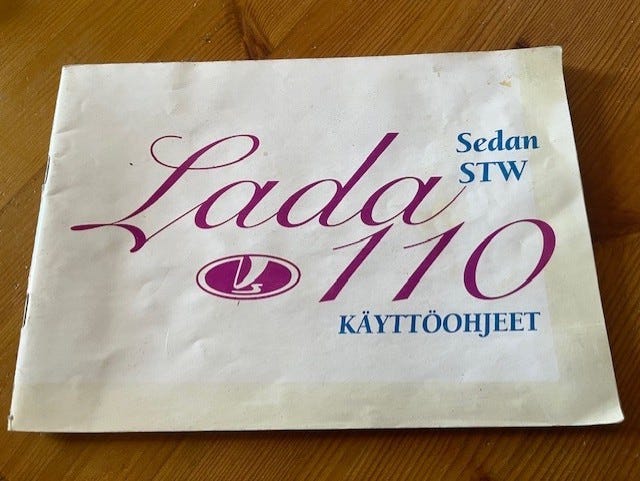 Lada
Sedan
STW
110
KÄYTTÖOHJEET